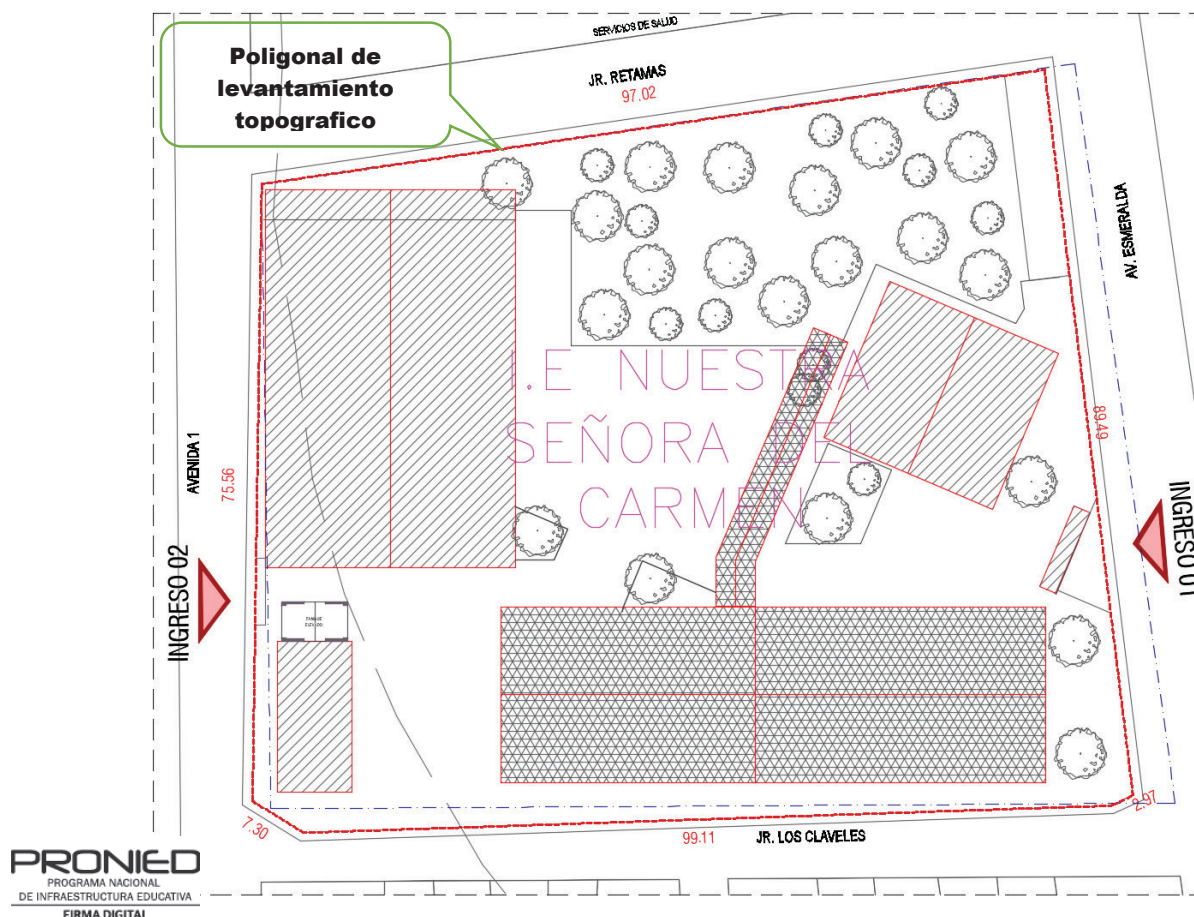 SERVICIOS DE SALUD
Poligonal de
levantamiento
topografico
JR. RETAMAS
97.02
AV. ESMERALDA
I.E NUESTRA
SEÑORA DEL
CARMEN
89.49
AVENIDA 1
75.56
INGRESO 02
INGRESO 01
TANQUE
ELEVADO
7.30
99.11
JR. LOS CLAVELES
2.97
PRONIED
PROGRAMA NACIONAL
DE INFRAESTRUCTURA EDUCATIVA
FIRMA DIGITAL